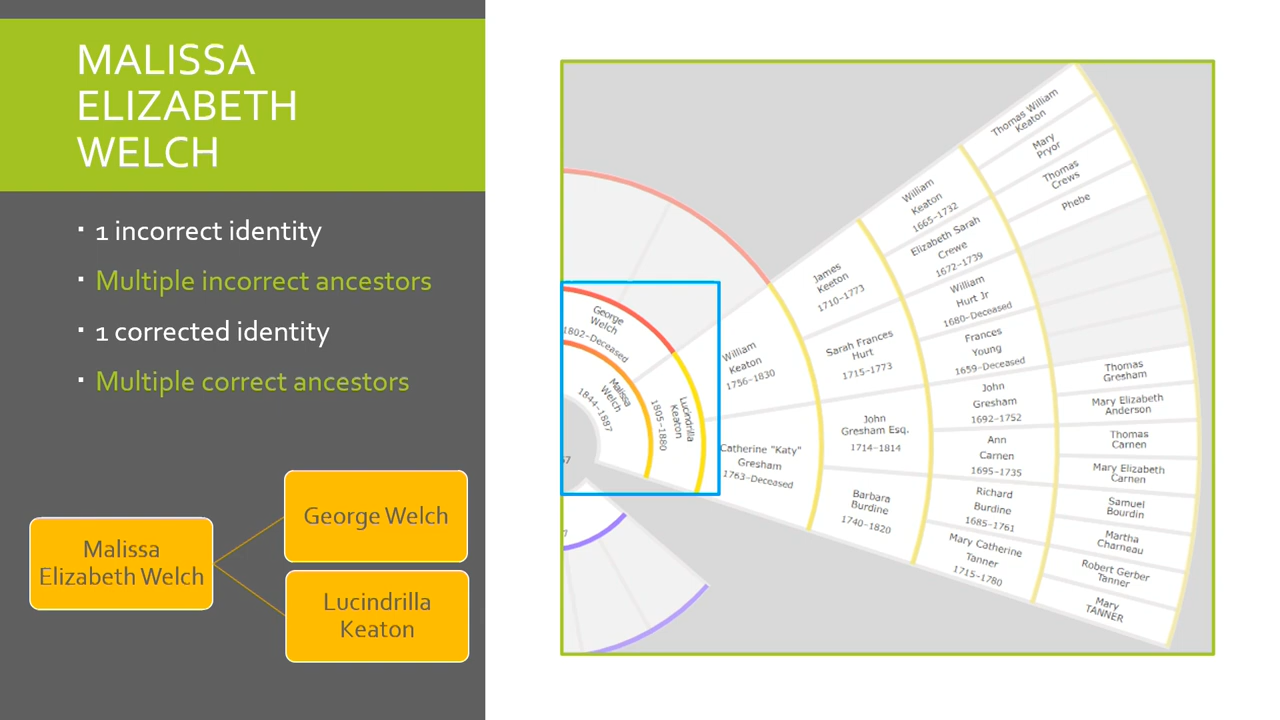 MALISSA
ELIZABETH
WELCH
1 incorrect identity
Multiple incorrect ancestors
1 corrected identity
Multiple correct ancestors
Malissa
Elizabeth Welch
George Welch
Lucindrilla
Keaton
George
Welch
1802–Deceased
Malissa
Welch
1844–1887
Lucindrilla
Keaton
1805–1880
William
Keaton
1756–1830
Catherine "Katy"
Gresham
1763–Deceased
James
Keeton
1710–1773
Sarah Frances
Hurt
1715–1773
John
Gresham Esq.
1714–1814
Barbara
Burdine
1740–1820
William
Keaton
1665–1732
Elizabeth Sarah
Crewe
1672–1739
William
Hurt Jr
1680–Deceased
Frances
Young
1659–Deceased
John
Gresham
1692–1752
Ann
Carnen
1695–1735
Richard
Burdine
1685–1761
Mary Catherine
Tanner
1715–1780
Thomas William
Keaton
Mary
Pryor
Thomas
Crews
Phebe
Thomas
Gresham
Mary Elizabeth
Anderson
Thomas
Carnen
Mary Elizabeth
Carnen
Samuel
Bourdin
Martha
Charneau
Robert Gerber
Tanner
Mary
TANNER